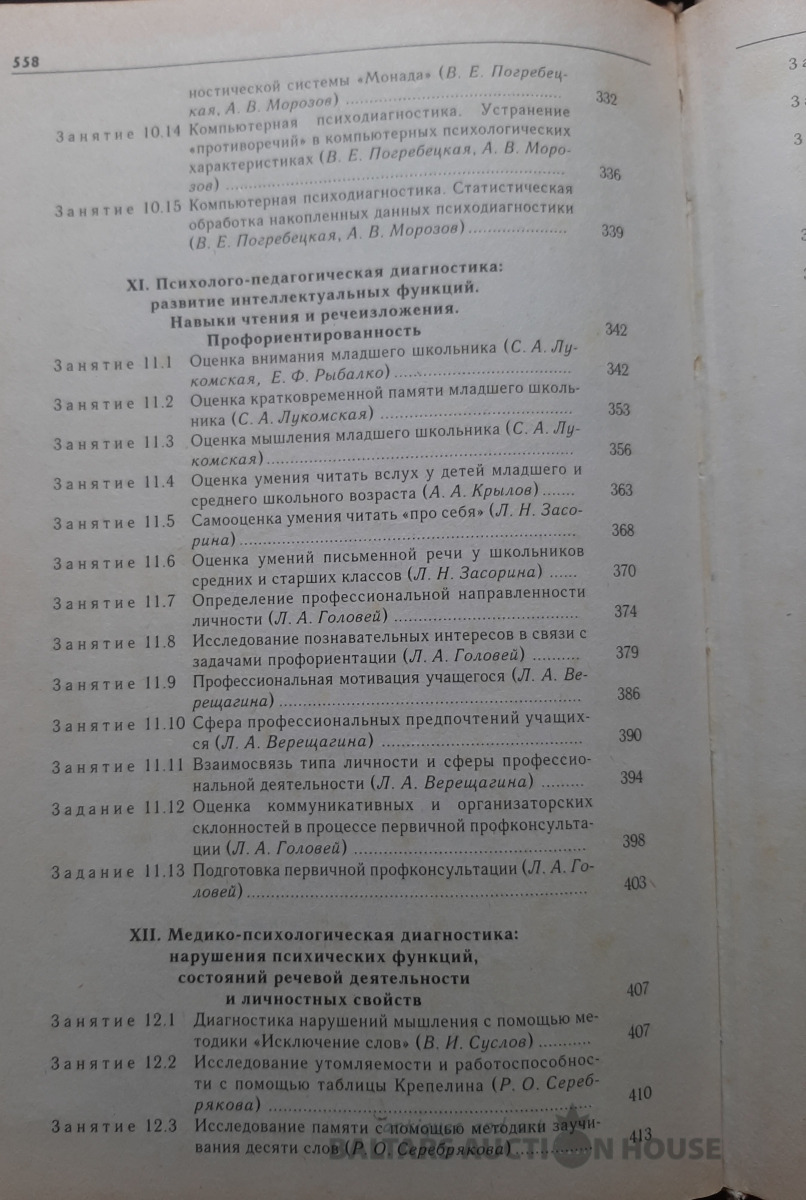 558
ностической системы «Монада» (В. Е. Погребец-
кая, А. В. Морозов) ........ 332
Занятие 10.14 Компьютерная психодиагностика. Устранение
«противоречий» в компьютерных психологических
характеристиках (В. Е. Погребецкая, А. В. Моро-
зов) ........ 336
Занятие 10.15 Компьютерная психодиагностика. Статистическая
обработка накопленных данных психодиагностики
(В. Е. Погребецкая, А. В. Морозов) ........ 339
XI. Психолого-педагогическая диагностика:
развитие интеллектуальных функций.
Навыки чтения и речеизложения.
Профориентированность 342
Занятие 11.1 Оценка внимания младшего школьника (С. А. Лу-
комская, Е. Ф. Рыбалко) ........ 342
Занятие 11.2 Оценка кратковременной памяти младшего школь-
ника (С. А. Лукомская) ........ 353
Занятие 11.3 Оценка мышления младшего школьника (С. А. Лу-
комская) ........ 356
Занятие 11.4 Оценка умения читать вслух у детей младшего и
среднего школьного возраста (А. А. Крылов) ....... 363
Занятие 11.5 Самооценка умения читать «про себя» (Л. Н. Засо-
рина) ........ 368
Занятие 11.6 Оценка умений письменной речи у школьников
средних и старших классов (Л. Н. Засорина) ...... 370
Занятие 11.7 Определение профессиональной направленности
личности (Л. А. Головей) ........ 374
Занятие 11.8 Исследование познавательных интересов в связи с
задачами профориентации (Л. А. Головей) .......... 379
Занятие 11.9 Профессиональная мотивация учащегося (Л. А. Ве-
рещагина) ........ 386
Занятие 11.10 Сфера профессиональных предпочтений учащих-
ся (Л. А. Верещагина) ........ 390
Занятие 11.11 Взаимосвязь типа личности и сферы профессио-
нальной деятельности (Л. А. Верещагина) ......... 394
Задание 11.12 Оценка коммуникативных и организаторских
склонностей в процессе первичной профконсульта-
ции (Л. А. Головей) ........ 398
Задание 11.13 Подготовка первичной профконсультации (Л. А. Го-
ловей) ........ 403
XII. Медико-психологическая диагностика:
нарушения психических функций,
состояний речевой деятельности
и личностных свойств 407
Занятие 12.1 Диагностика нарушений мышления с помощью ме-
тодики «Исключение слов» (В. И. Суслов) ........... 407
Занятие 12.2 Исследование утомляемости и работоспособнос-
ти с помощью таблицы Крепелина (Р. О. Сереб-
рякова) ........ 410
Занятие 12.3 Исследование памяти с помощью методики заучи-
вания десяти слов (Р. О. Серебрякова) ........ 413
BALTARS AUCTION HOUSE